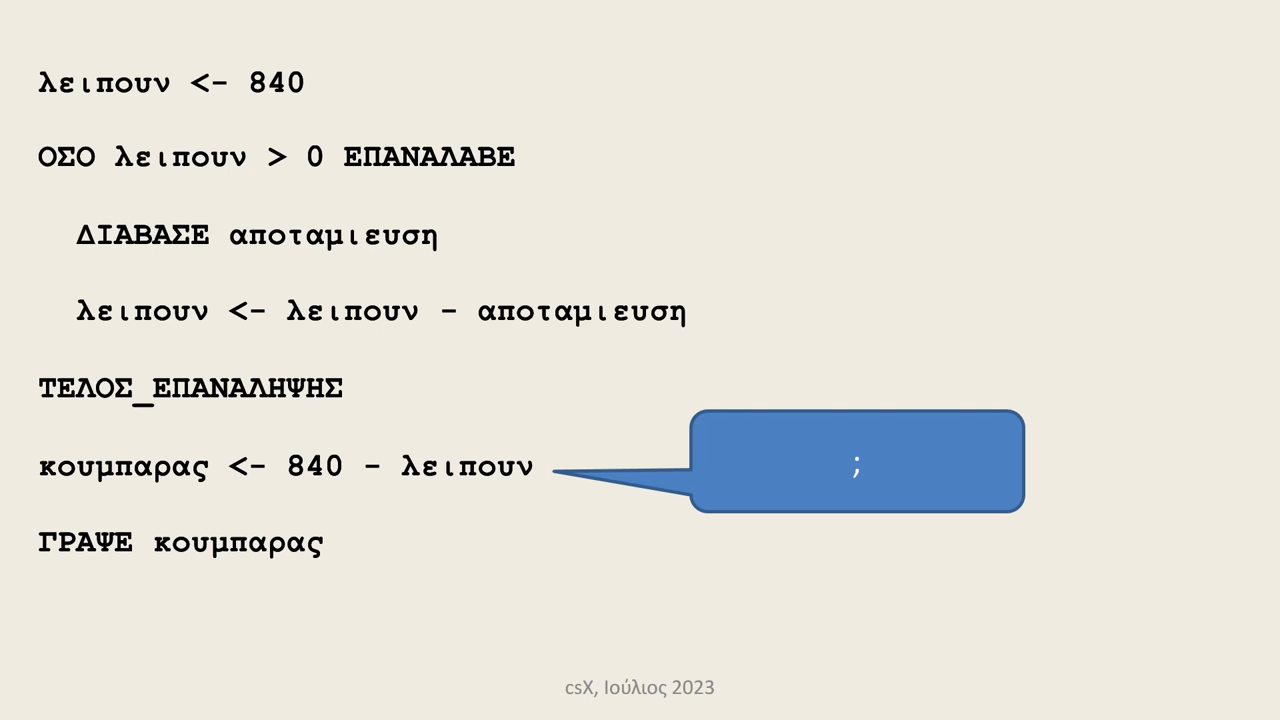 λειπουν <- 840
ΟΣΟ λειπουν > 0 ΕΠΑΝΑΛΑΒΕ
ΔΙΑΒΑΣΕ αποταμιευση
λειπουν <- λειπουν - αποταμιευση
ΤΕΛΟΣ_ΕΠΑΝΑΛΗΨΗΣ
κουμπαρας <- 840 - λειπουν
;
ΓΡΑΨΕ κουμπαρας
csX, Ιούλιος 2023